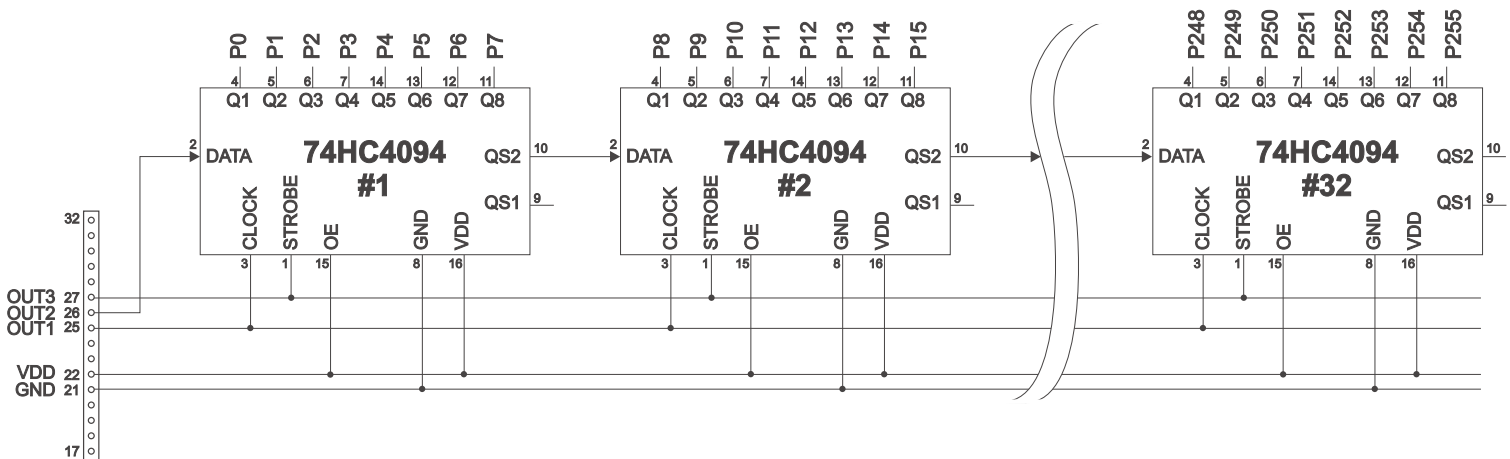 P0 P1 P2 P3 P4 P5 P6 P7
4 5 6 7 14 13 12 11
Q1 Q2 Q3 Q4 Q5 Q6 Q7 Q8
2 DATA 74HC4094 QS2 10
#1
QS1 9
CLOCK STROBE OE GND VDD
3 1 15 8 16
P8 P9 P10 P11 P12 P13 P14 P15
4 5 6 7 14 13 12 11
Q1 Q2 Q3 Q4 Q5 Q6 Q7 Q8
2 DATA 74HC4094 QS2 10
#2
QS1 9
CLOCK STROBE OE GND VDD
3 1 15 8 16
P248 P249 P250 P251 P252 P253 P254 P255
4 5 6 7 14 13 12 11
Q1 Q2 Q3 Q4 Q5 Q6 Q7 Q8
2 DATA 74HC4094 QS2 10
#32
QS1 9
CLOCK STROBE OE GND VDD
3 1 15 8 16
32
OUT3 27
OUT2 26
OUT1 25
VDD 22
GND 21
17